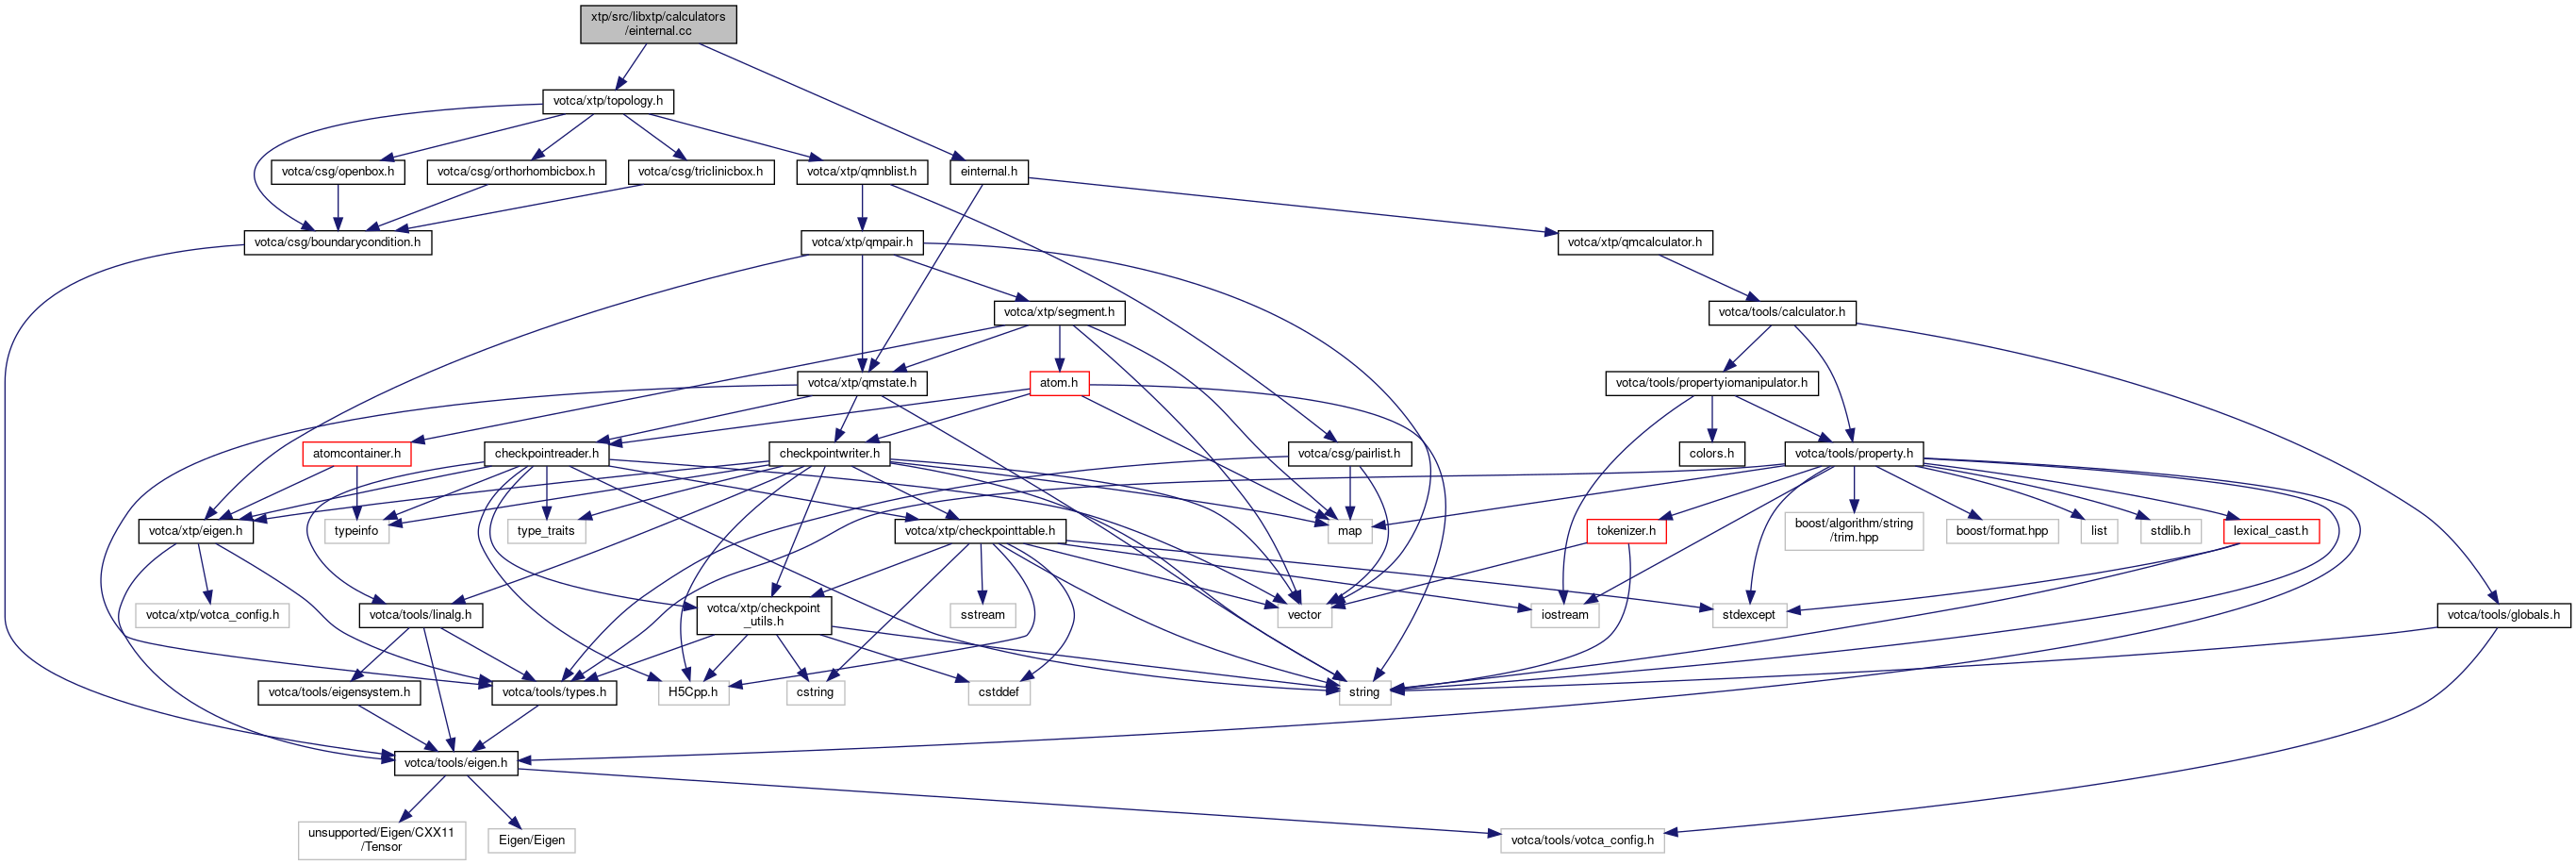 xtp/src/libxtp/calculators
/einternal.cc
votca/xtp/topology.h
votca/csg/openbox.h
votca/csg/orthorhombicbox.h
votca/csg/triclinicbox.h
votca/xtp/qmnblist.h
einternal.h
votca/csg/boundarycondition.h
votca/xtp/qmpair.h
votca/xtp/qmcalculator.h
votca/xtp/segment.h
votca/tools/calculator.h
votca/xtp/qmstate.h
atom.h
votca/tools/propertyiomanipulator.h
atomcontainer.h
checkpointreader.h
checkpointwriter.h
votca/csg/pairlist.h
colors.h
votca/tools/property.h
votca/xtp/eigen.h
typeinfo
type_traits
votca/xtp/checkpointtable.h
map
tokenizer.h
boost/algorithm/string
/trim.hpp
boost/format.hpp
list
stdlib.h
lexical_cast.h
votca/xtp/votca_config.h
votca/tools/linalg.h
votca/xtp/checkpoint
_utils.h
sstream
vector
iostream
stdexcept
votca/tools/globals.h
votca/tools/eigensystem.h
votca/tools/types.h
H5Cpp.h
cstring
cstddef
string
votca/tools/eigen.h
unsupported/Eigen/CXX11
/Tensor
Eigen/Eigen
votca/tools/votca_config.h